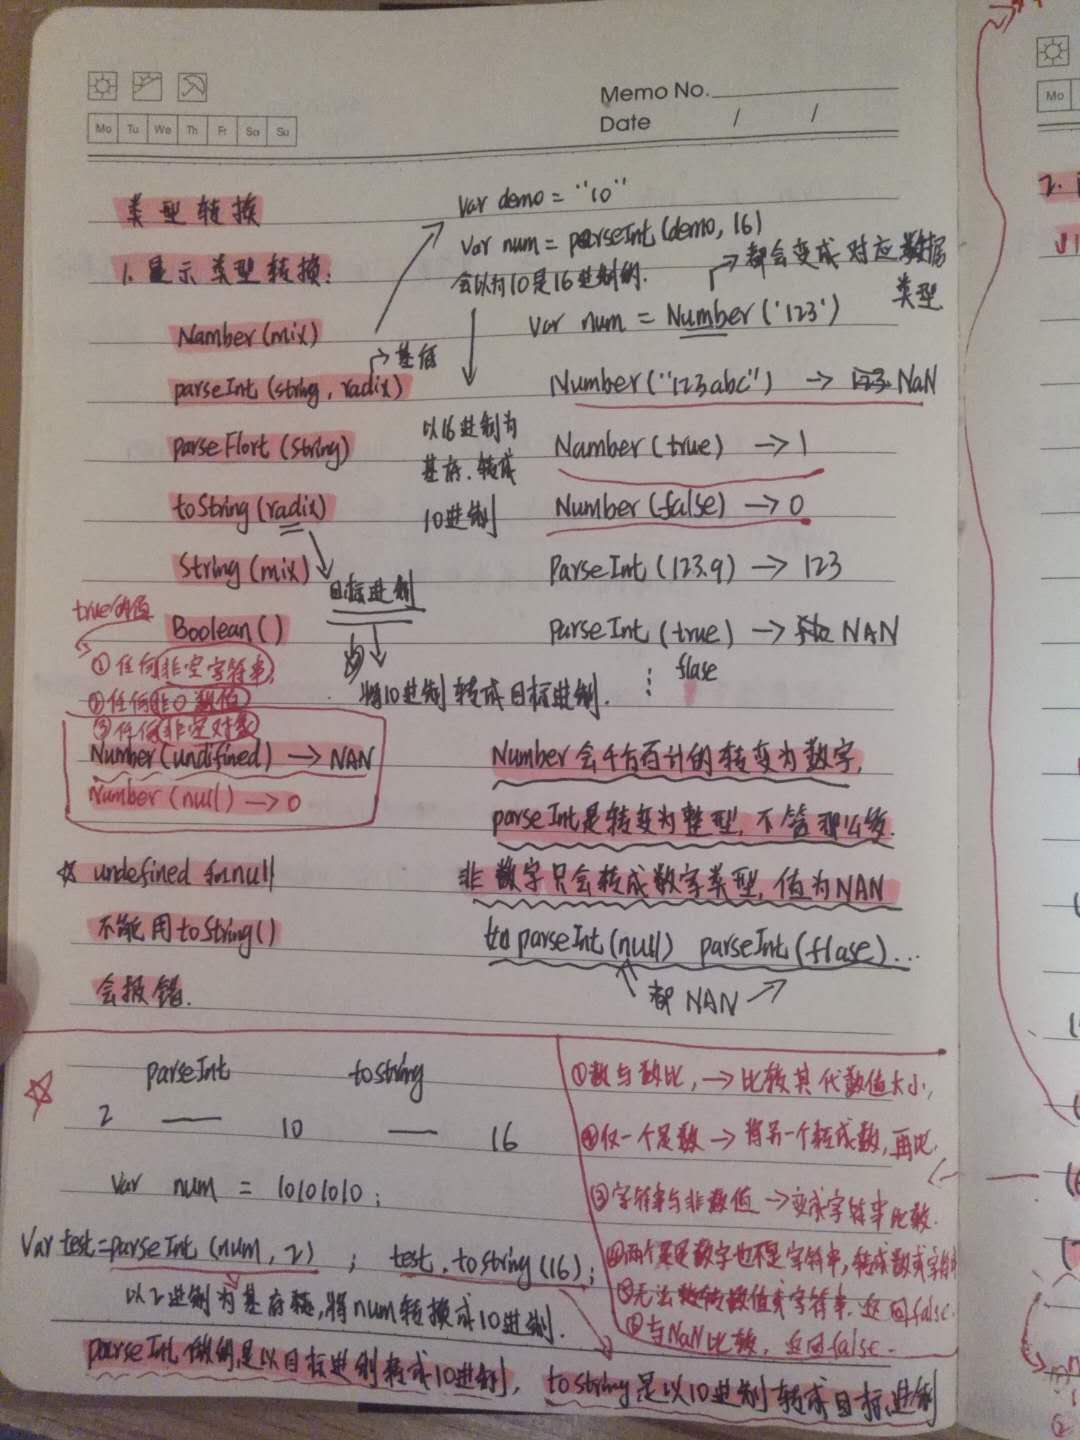 Memo No.
Date / /
Mo Tu We Th Fr Sa Su
类型转换
1. 显示类型转换:
Number(mix)
parseInt(string, radix)
基底
parseFlort(string)
toString(radix)
String(mix)
目标进制
将10进制转成目标进制.
Boolean()
true的值
①任何非空字符串
②任何非0数值
③任何非空对象
Number(undifined) → NAN
Number(null) → 0
☆ undefined 和null
不能用toString()
会报错.
var demo = "10"
var num = parseInt(demo, 16)
会以为10是16进制的.
以16进制为
基底.转成
10进制
都会变成对应数据
类型
var num = Number('123')
Number("123abc") → NaN
Number(true) → 1
Number(false) → 0
parseInt(123.9) → 123
parseInt(true) → NAN
flase
Number会千方百计的转变为数字,
parseInt是转变为整型,不管那么多.
非数字只会转成数字类型,值为NAN
parseInt(null) parseInt(flase)...
都 NAN
☆ parseInt toString
2 — 10 — 16
var num = 10101010;
Var test=parseInt(num,2) ; test.toString(16);
以2进制为基底,将num转换成10进制.
parseInt做的是以目标进制转成10进制, toString是以10进制转成目标进制
①数与数比,→比较其代数值大小,
②仅一个是数→将另一个转成数,再比.
③字符串与非数值→变成字符串比较.
④两个是数字也不是字符串,转成数或字符串
⑤无法转数值或字符串.返回false.
⑥与NaN比较,返回false.
Mo
2.